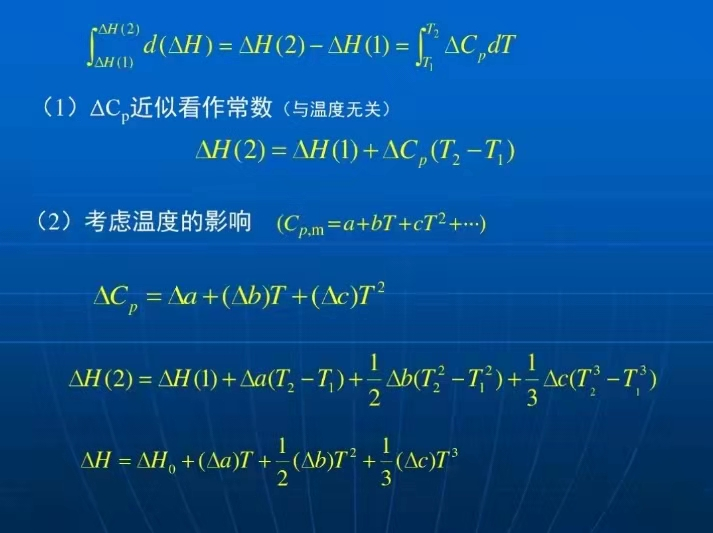 ∫_{ΔH(1)}^{ΔH(2)} d(ΔH) = ΔH(2) − ΔH(1) = ∫_{T₁}^{T₂} ΔC_p dT
（1）ΔC_p近似看作常数（与温度无关）
ΔH(2) = ΔH(1) + ΔC_p(T₂ − T₁)
（2）考虑温度的影响 (C_{p,m}=a+bT+cT²+···)
ΔC_p = Δa + (Δb)T + (Δc)T²
ΔH(2) = ΔH(1) + Δa(T₂ − T₁) + 1/2 Δb(T₂² − T₁²) + 1/3 Δc(T₂³ − T₁³)
ΔH = ΔH₀ + (Δa)T + 1/2 (Δb)T² + 1/3 (Δc)T³